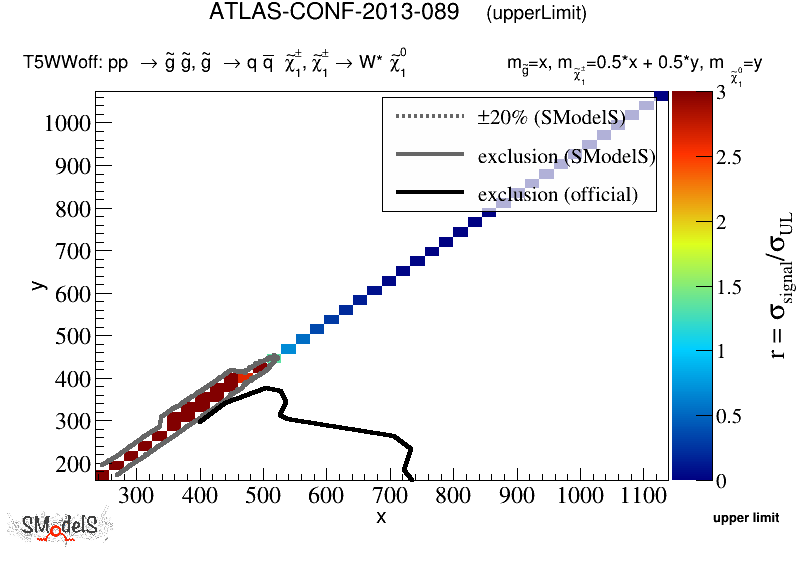 ATLAS-CONF-2013-089 (upperLimit)
T5WWoff: pp → g̃ g̃, g̃ → q q̅ χ̃₁^±, χ̃₁^± → W* χ̃₁⁰
m_g̃=x, m_χ̃₁^±=0.5*x + 0.5*y, m_χ̃₁⁰=y
±20% (SModelS)
exclusion (SModelS)
exclusion (official)
1000
900
800
700
600
500
400
300
200
y
300 400 500 600 700 800 900 1000 1100
x
3
2.5
2
1.5
1
0.5
0
r = σ_signal/σ_UL
upper limit
SModelS